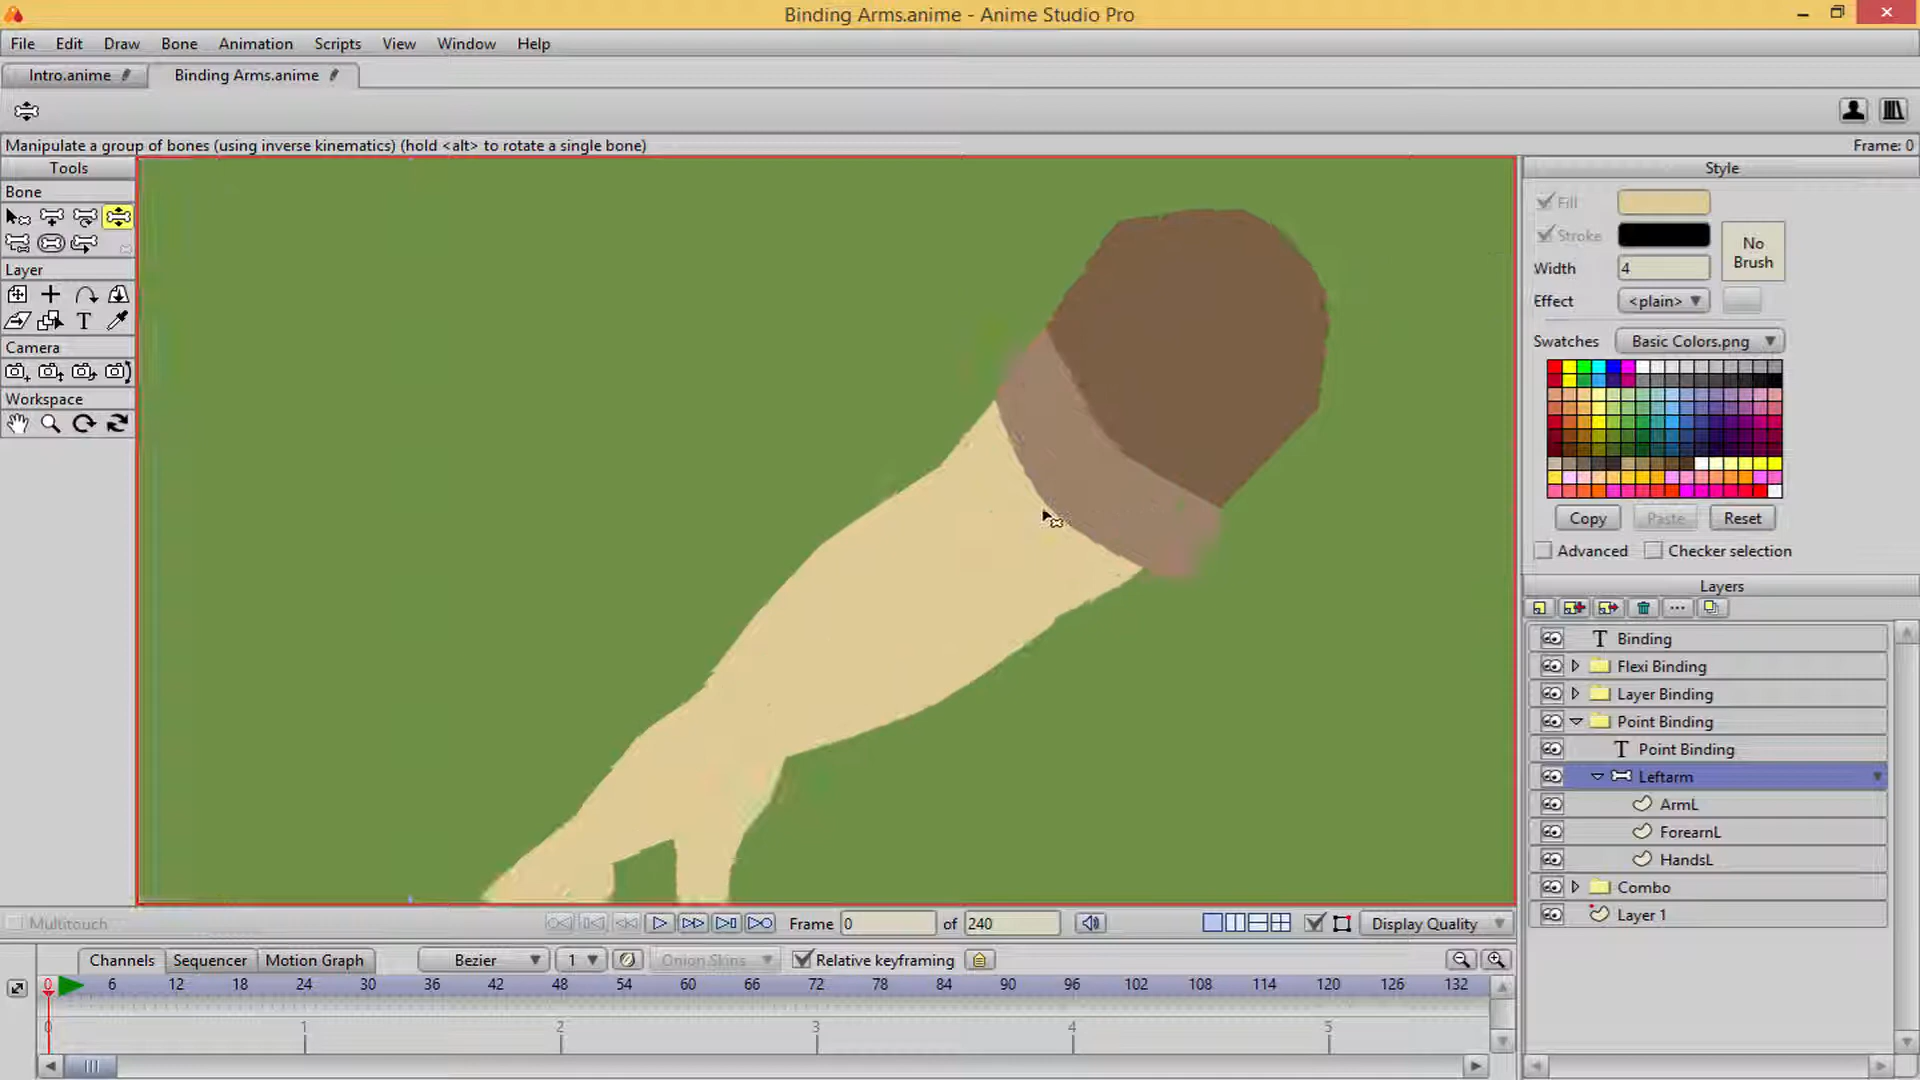 Binding Arms.anime - Anime Studio Pro
File Edit Draw Bone Animation Scripts View Window Help
Intro.anime Binding Arms.anime
Manipulate a group of bones (using inverse kinematics) (hold <alt> to rotate a single bone) Frame: 0
Tools
Bone
Layer
T
Camera
Workspace
Style
Fill
Stroke
No Brush
Width 4
Effect <plain>
Swatches Basic Colors.png
Copy Paste Reset
Advanced Checker selection
Layers
T Binding
Flexi Binding
Layer Binding
Point Binding
T Point Binding
Leftarm
ArmL
ForearnL
HandsL
Combo
Layer 1
Multitouch Frame 0 of 240 Display Quality
Channels Sequencer Motion Graph Bezier 1 Onion Skins Relative keyframing
0 6 12 18 24 30 36 42 48 54 60 66 72 78 84 90 96 102 108 114 120 126 132
0 1 2 3 4 5